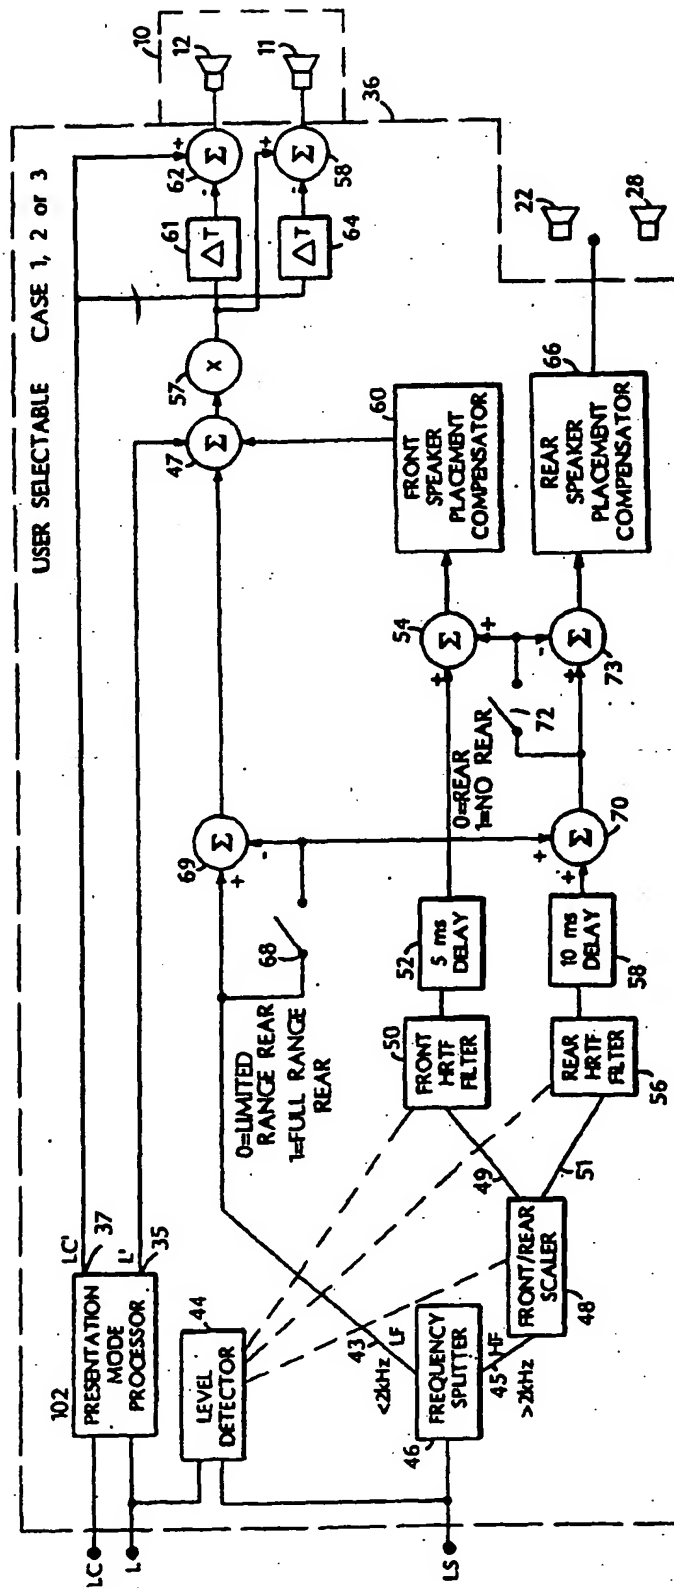 USER SELECTABLE CASE 1, 2 or 3
10
12
11
36
+
Σ
62
+
Σ
58
61
ΔT
ΔT
64
57
X
Σ
47
22
28
60
FRONT
SPEAKER
PLACEMENT
COMPENSATOR
66
REAR
SPEAKER
PLACEMENT
COMPENSATOR
54
Σ
+
+
-
+
Σ
73
72
0=REAR
1=NO REAR
69
Σ
+
-
68
0=LIMITED
RANGE REAR
1=FULL RANGE
REAR
+
+
Σ
70
52
5 ms
DELAY
10 ms
DELAY
58
50
FRONT
HRTF
FILTER
REAR
HRTF
FILTER
56
49
51
FRONT/REAR
SCALER
48
LC'
37
L'
35
102
PRESENTATION
MODE
PROCESSOR
44
LEVEL
DETECTOR
43
LF
<2kHz
45
HF
>2kHz
46
FREQUENCY
SPLITTER
LC
L
LS